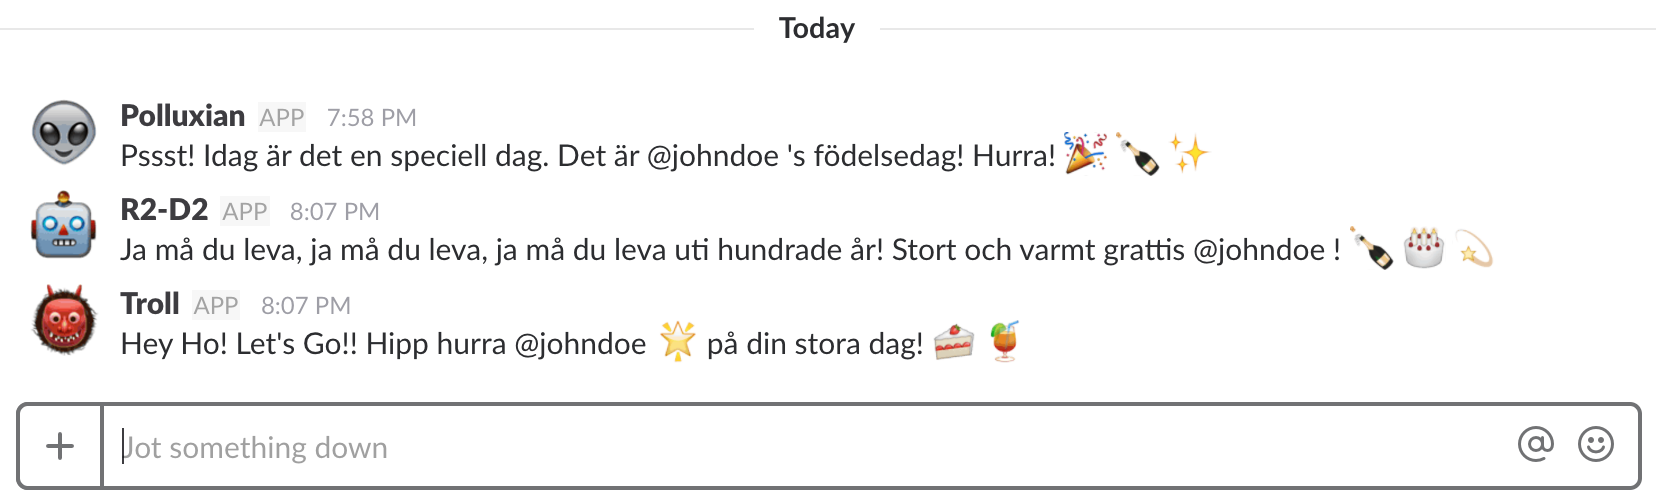 Today
Polluxian APP 7:58 PM
Pssst! Idag är det en speciell dag. Det är @johndoe 's födelsedag! Hurra! 🎉🍾✨
R2-D2 APP 8:07 PM
Ja må du leva, ja må du leva, ja må du leva uti hundrade år! Stort och varmt grattis @johndoe ! 🍾🎂💫
Troll APP 8:07 PM
Hey Ho! Let's Go!! Hipp hurra @johndoe 🌟 på din stora dag! 🍰🍹
Jot something down